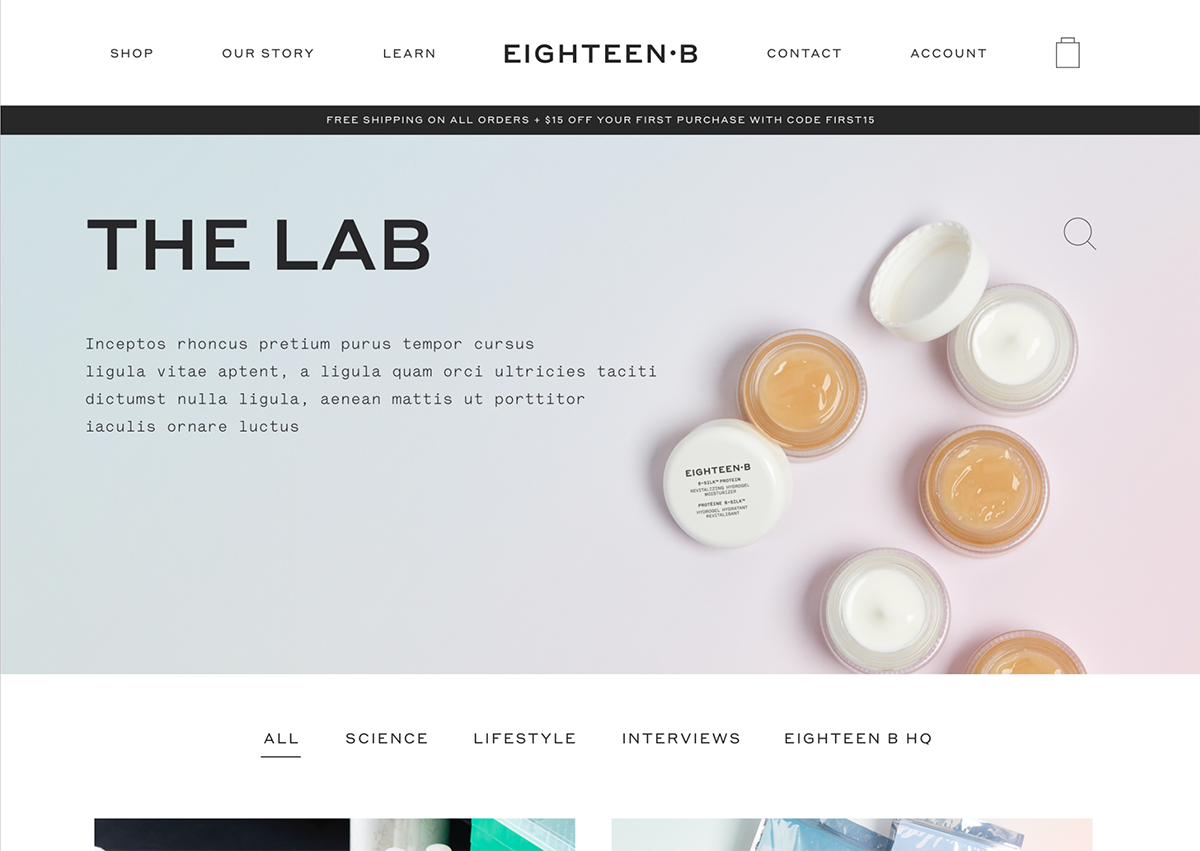 SHOP
OUR STORY
LEARN
EIGHTEEN·B
CONTACT
ACCOUNT
FREE SHIPPING ON ALL ORDERS + $15 OFF YOUR FIRST PURCHASE WITH CODE FIRST15
THE LAB
Inceptos rhoncus pretium purus tempor cursus
ligula vitae aptent, a ligula quam orci ultricies taciti
dictumst nulla ligula, aenean mattis ut porttitor
iaculis ornare luctus
EIGHTEEN·B
B-SILK™ PROTEIN
REVITALIZING HYDROGEL
MOISTURIZER
PROTÉINE B-SILK™
HYDROGEL HYDRATANT
REVITALISANT
ALL
SCIENCE
LIFESTYLE
INTERVIEWS
EIGHTEEN B HQ